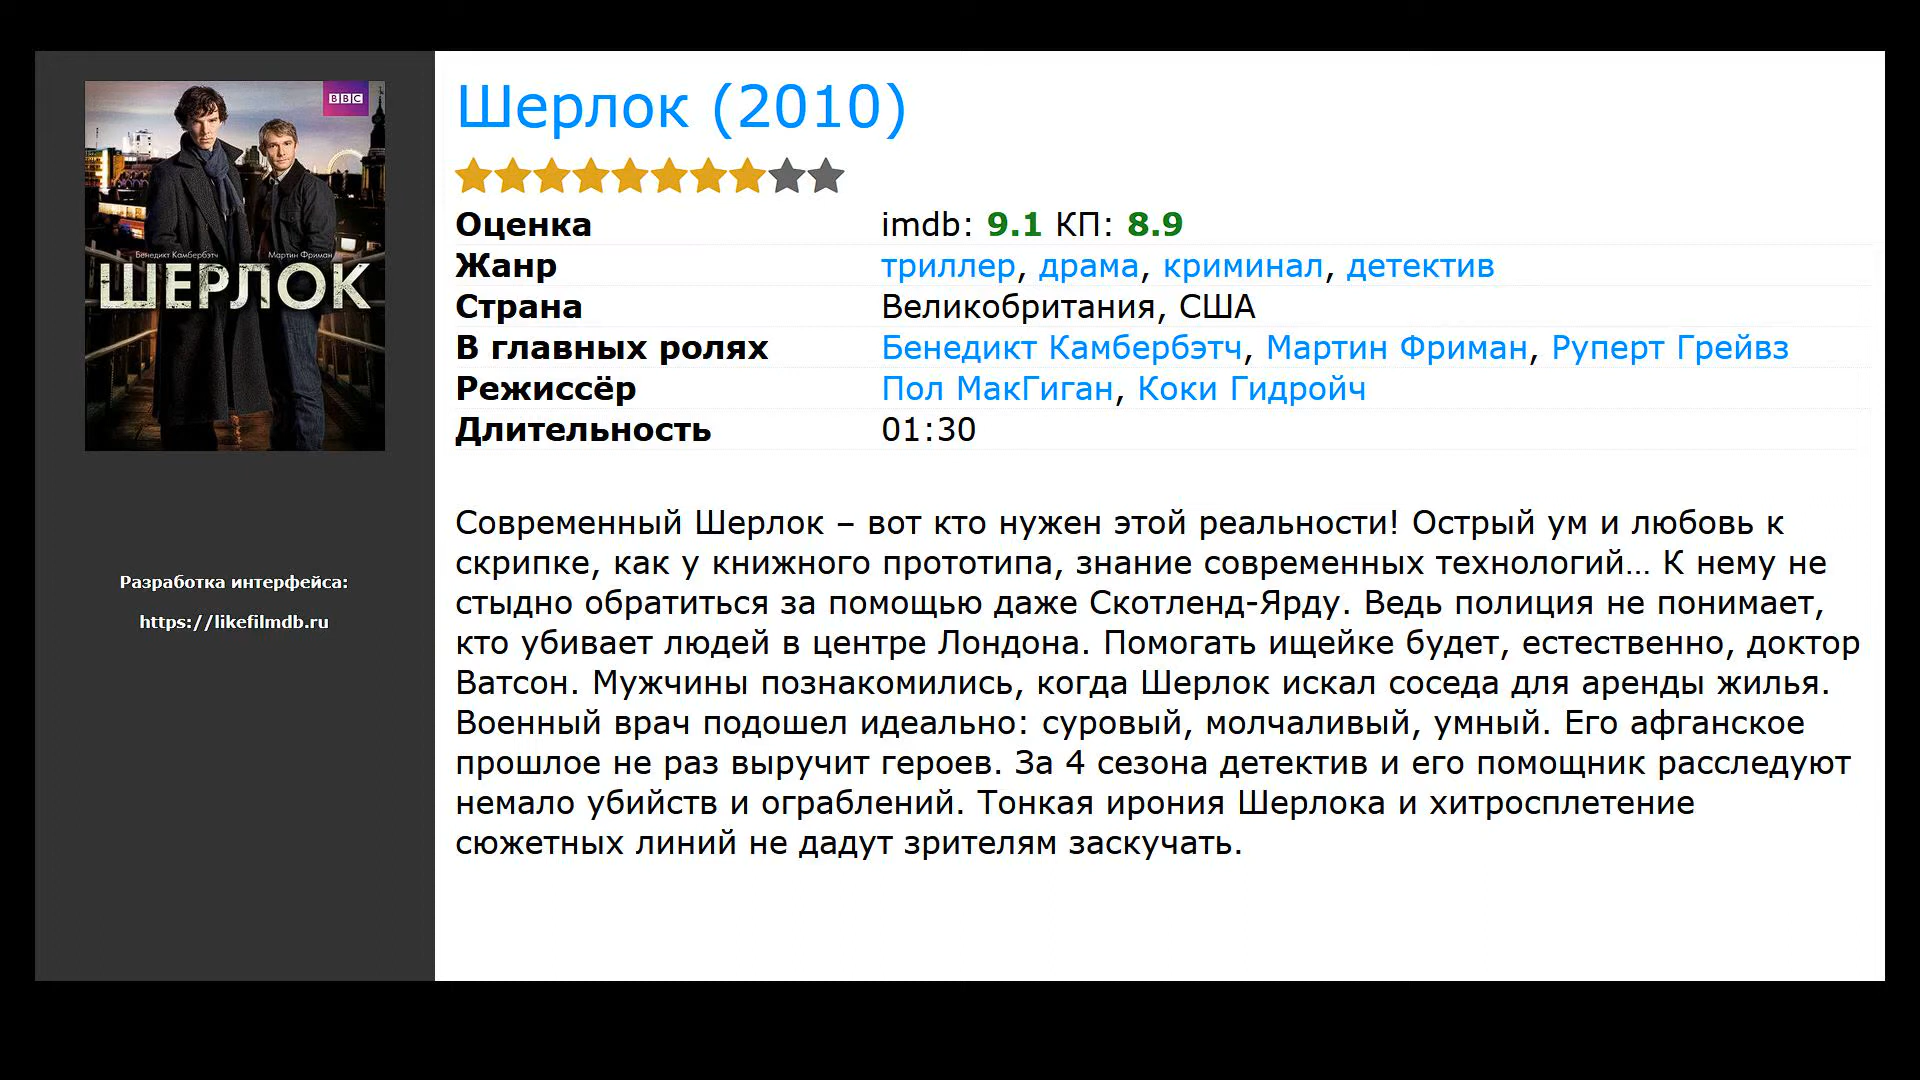 BBC
Бенедикт Камбербэтч Мартин Фриман
ШЕРЛОК
Разработка интерфейса:
https://likefilmdb.ru
Шерлок (2010)
Оценка imdb: 9.1 КП: 8.9
Жанр триллер, драма, криминал, детектив
Страна Великобритания, США
В главных ролях Бенедикт Камбербэтч, Мартин Фриман, Руперт Грейвз
Режиссёр Пол МакГиган, Коки Гидройч
Длительность 01:30
Современный Шерлок – вот кто нужен этой реальности! Острый ум и любовь к
скрипке, как у книжного прототипа, знание современных технологий... К нему не
стыдно обратиться за помощью даже Скотленд-Ярду. Ведь полиция не понимает,
кто убивает людей в центре Лондона. Помогать ищейке будет, естественно, доктор
Ватсон. Мужчины познакомились, когда Шерлок искал соседа для аренды жилья.
Военный врач подошел идеально: суровый, молчаливый, умный. Его афганское
прошлое не раз выручит героев. За 4 сезона детектив и его помощник расследуют
немало убийств и ограблений. Тонкая ирония Шерлока и хитросплетение
сюжетных линий не дадут зрителям заскучать.